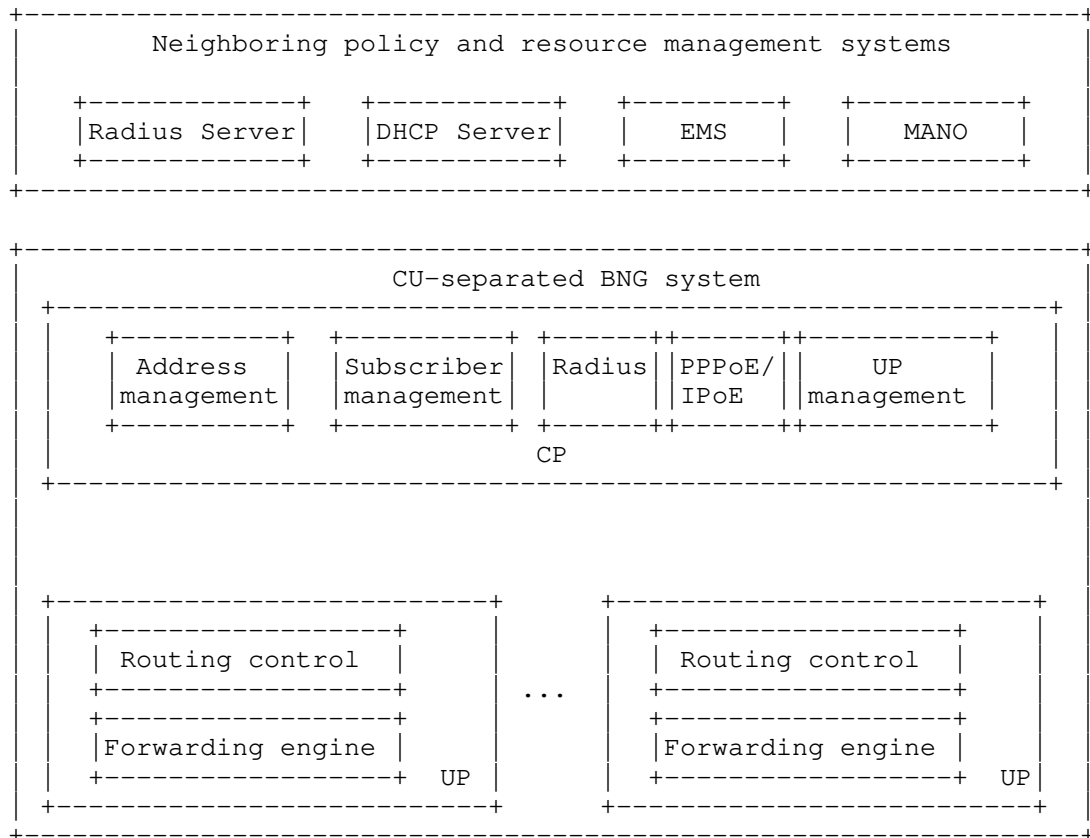 Neighboring policy and resource management systems
Radius Server DHCP Server EMS MANO
CU-separated BNG system
Address Subscriber Radius PPPoE/ UP
management management IPoE management
CP
Routing control Routing control
...
Forwarding engine Forwarding engine
UP UP